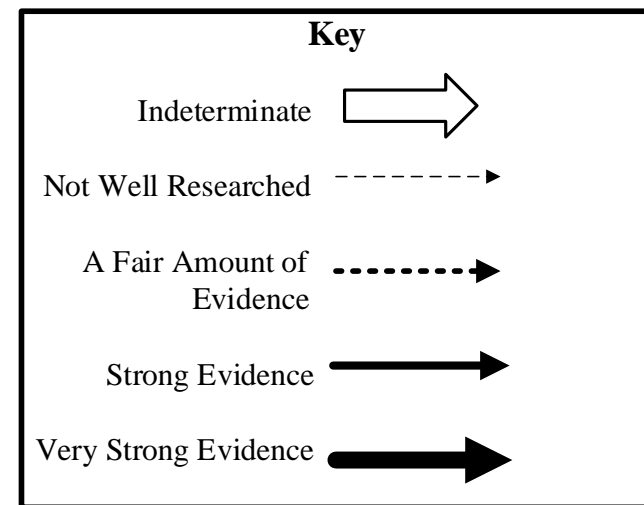 Key
Indeterminate
Not Well Researched
A Fair Amount of
Evidence
Strong Evidence
Very Strong Evidence